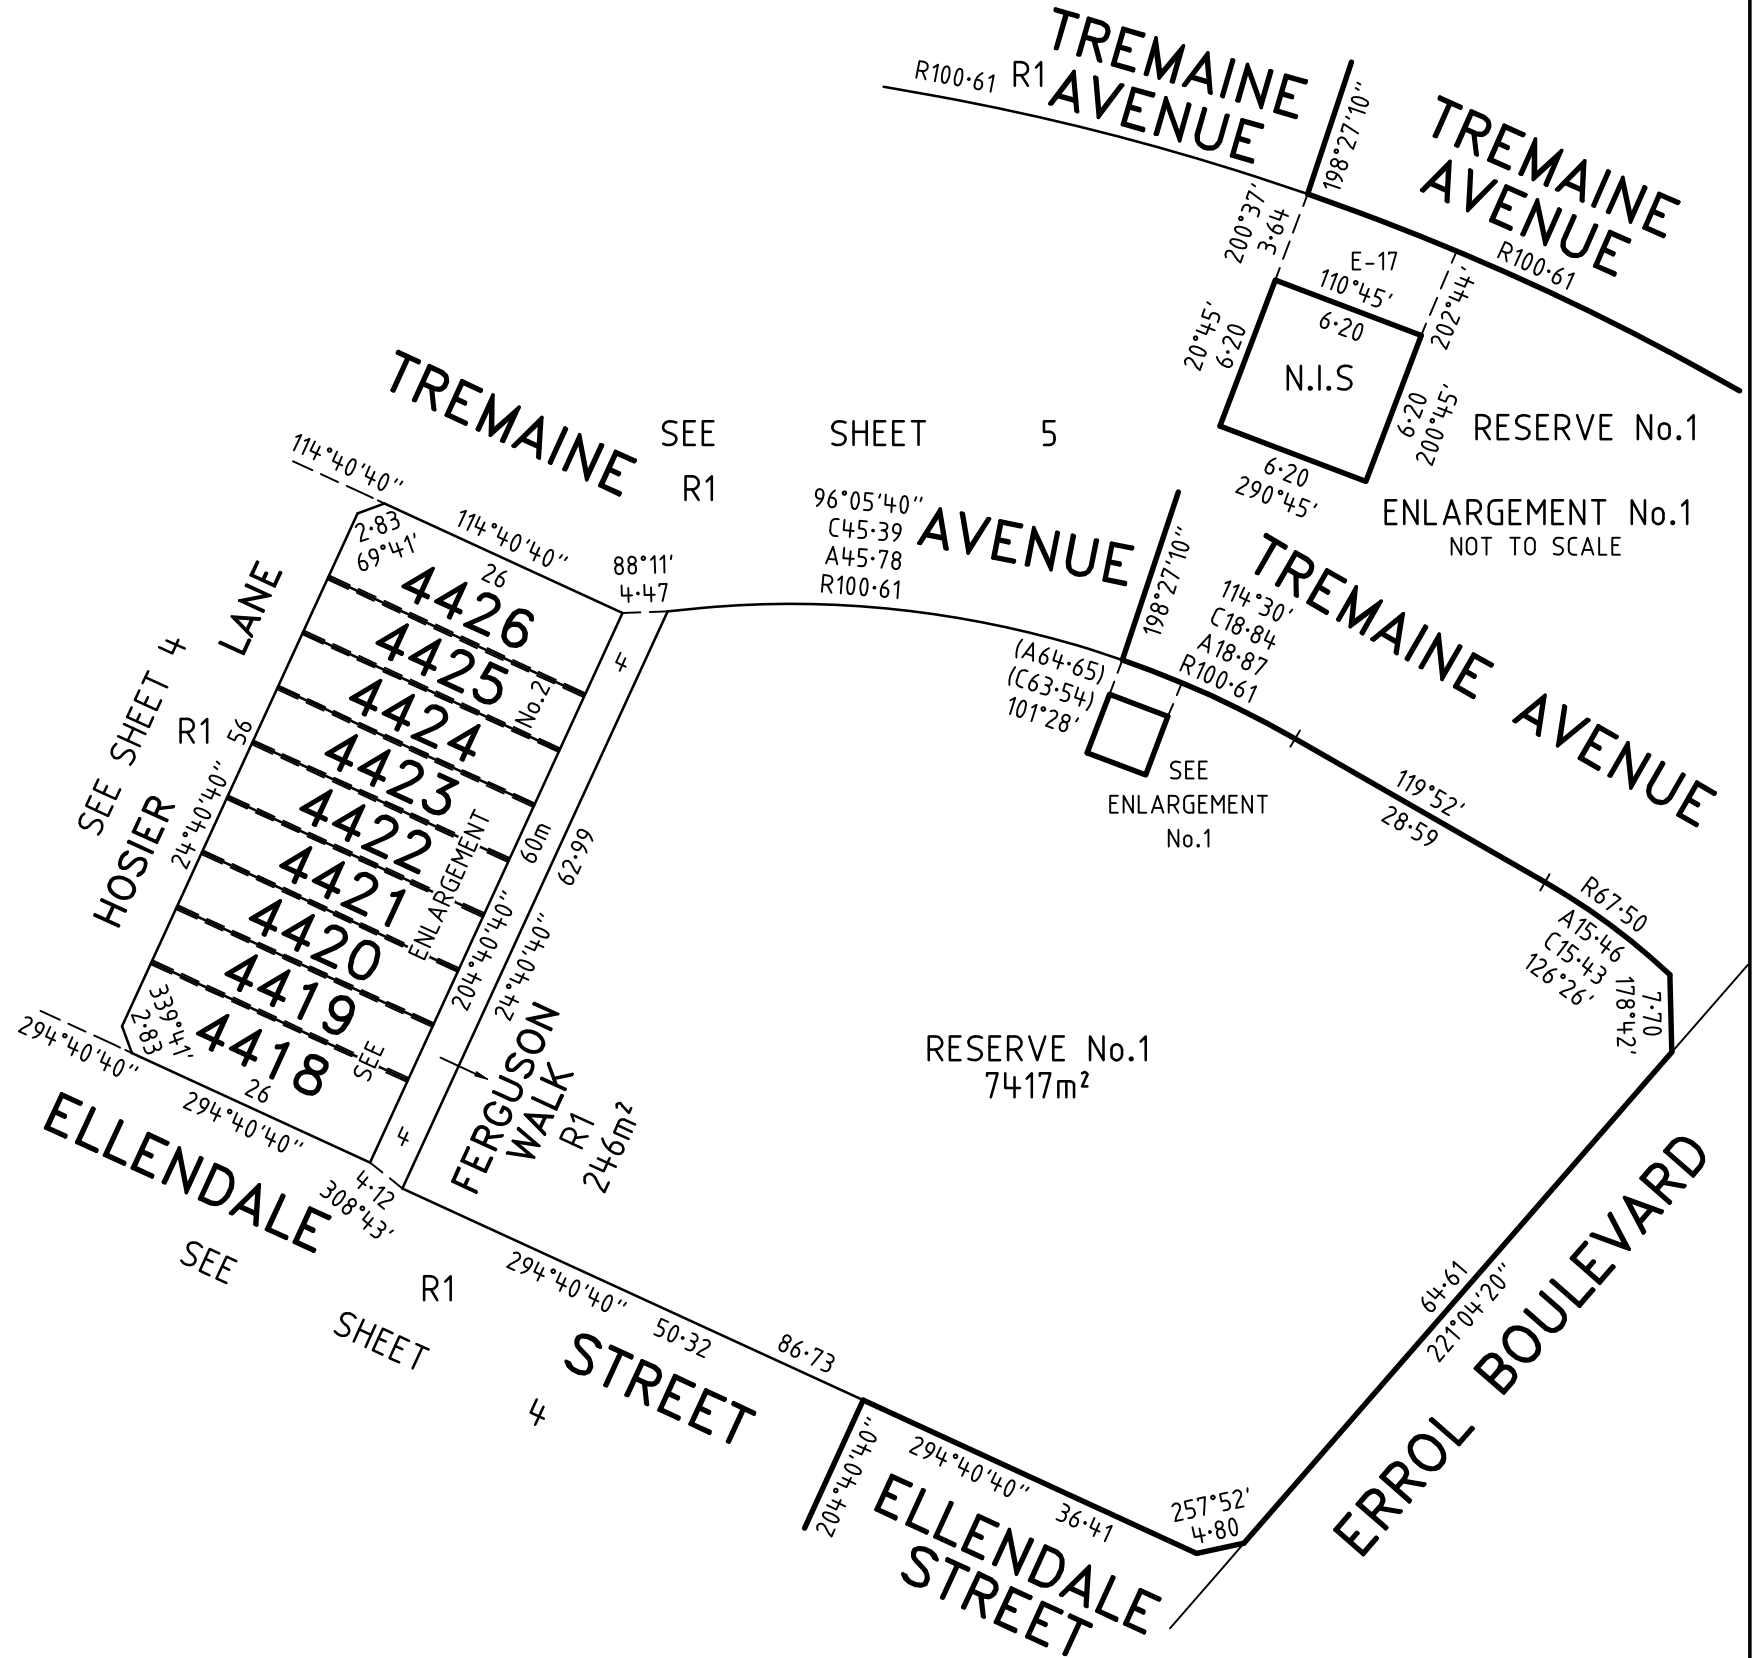 TREMAINE
AVENUE
R100·61
R1
198°27'10"
TREMAINE
AVENUE
R100·61
200°37'
3·64
E-17
110°45'
6·20
202°44'
20°45'
6·20
N.I.S
6·20
200°45'
6·20
290°45'
RESERVE No.1
ENLARGEMENT No.1
NOT TO SCALE
TREMAINE
SEE SHEET 5
R1
AVENUE
96°05'40"
C45·39
A45·78
R100·61
198°27'10"
TREMAINE AVENUE
114°30'
C18·84
A18·87
R100·61
(A64·65)
(C63·54)
101°28'
SEE
ENLARGEMENT
No.1
119°52'
28·59
R67·50
A15·46
C15·43
126°26'
7·70
178°42'
114°40'40"
2·83
69°41'
114°40'40"
26
88°11'
4·47
4426
4425
4424
4423
4422
4421
4420
4419
4418
SEE ENLARGEMENT No.2
LANE
HOSIER
SEE SHEET 4
R1
56
24°40'40"
4
60m
204°40'40"
62·99
24°40'40"
4
339°41'
2·83
294°40'40"
26
294°40'40"
FERGUSON
WALK
R1
246m²
RESERVE No.1
7417m²
4·12
308°43'
ELLENDALE
SEE
SHEET
4
R1
STREET
294°40'40"
50·32
86·73
204°40'40"
294°40'40"
36·41
257°52'
4·80
ELLENDALE
STREET
64·61
221°04'20"
ERROL BOULEVARD